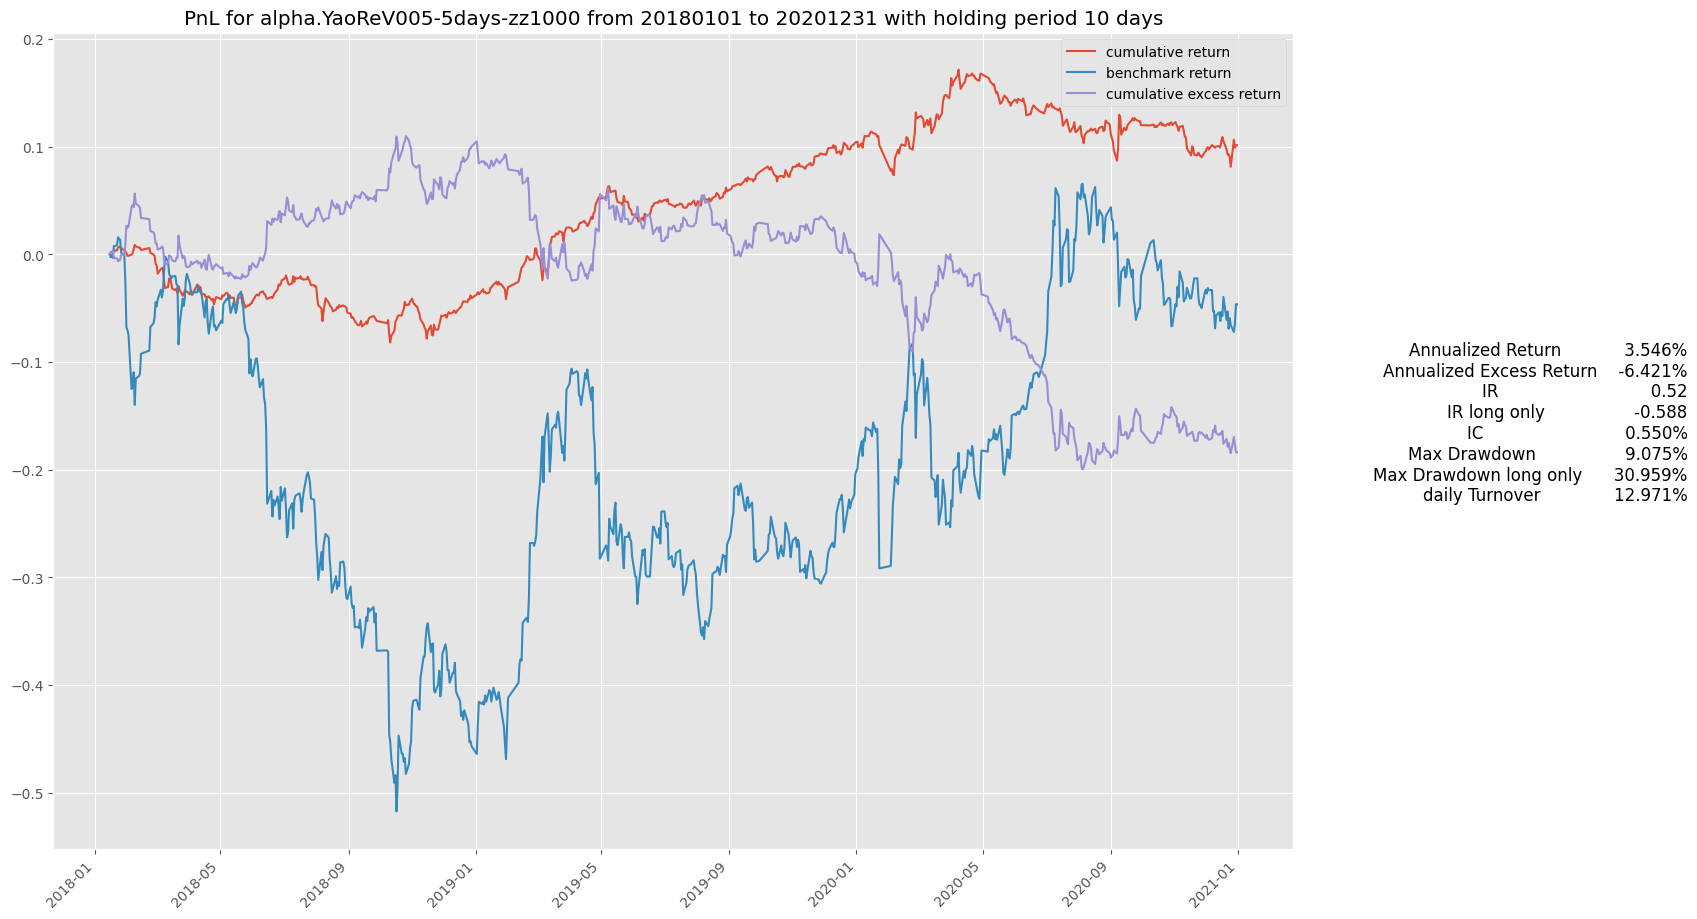 PnL for alpha.YaoReV005-5days-zz1000 from 20180101 to 20201231 with holding period 10 days
cumulative return
benchmark return
cumulative excess return
0.2
0.1
0.0
−0.1
−0.2
−0.3
−0.4
−0.5
2018-01
2018-05
2018-09
2019-01
2019-05
2019-09
2020-01
2020-05
2020-09
2021-01
Annualized Return 3.546%
Annualized Excess Return -6.421%
IR 0.52
IR long only -0.588
IC 0.550%
Max Drawdown 9.075%
Max Drawdown long only 30.959%
daily Turnover 12.971%